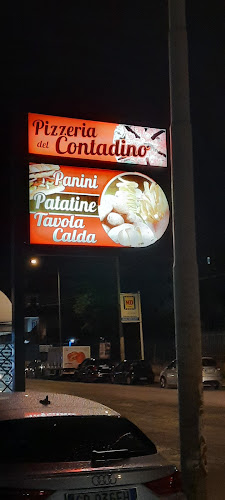 Pizzeria
del Contadino
Panini
Patatine
Tavola
Calda